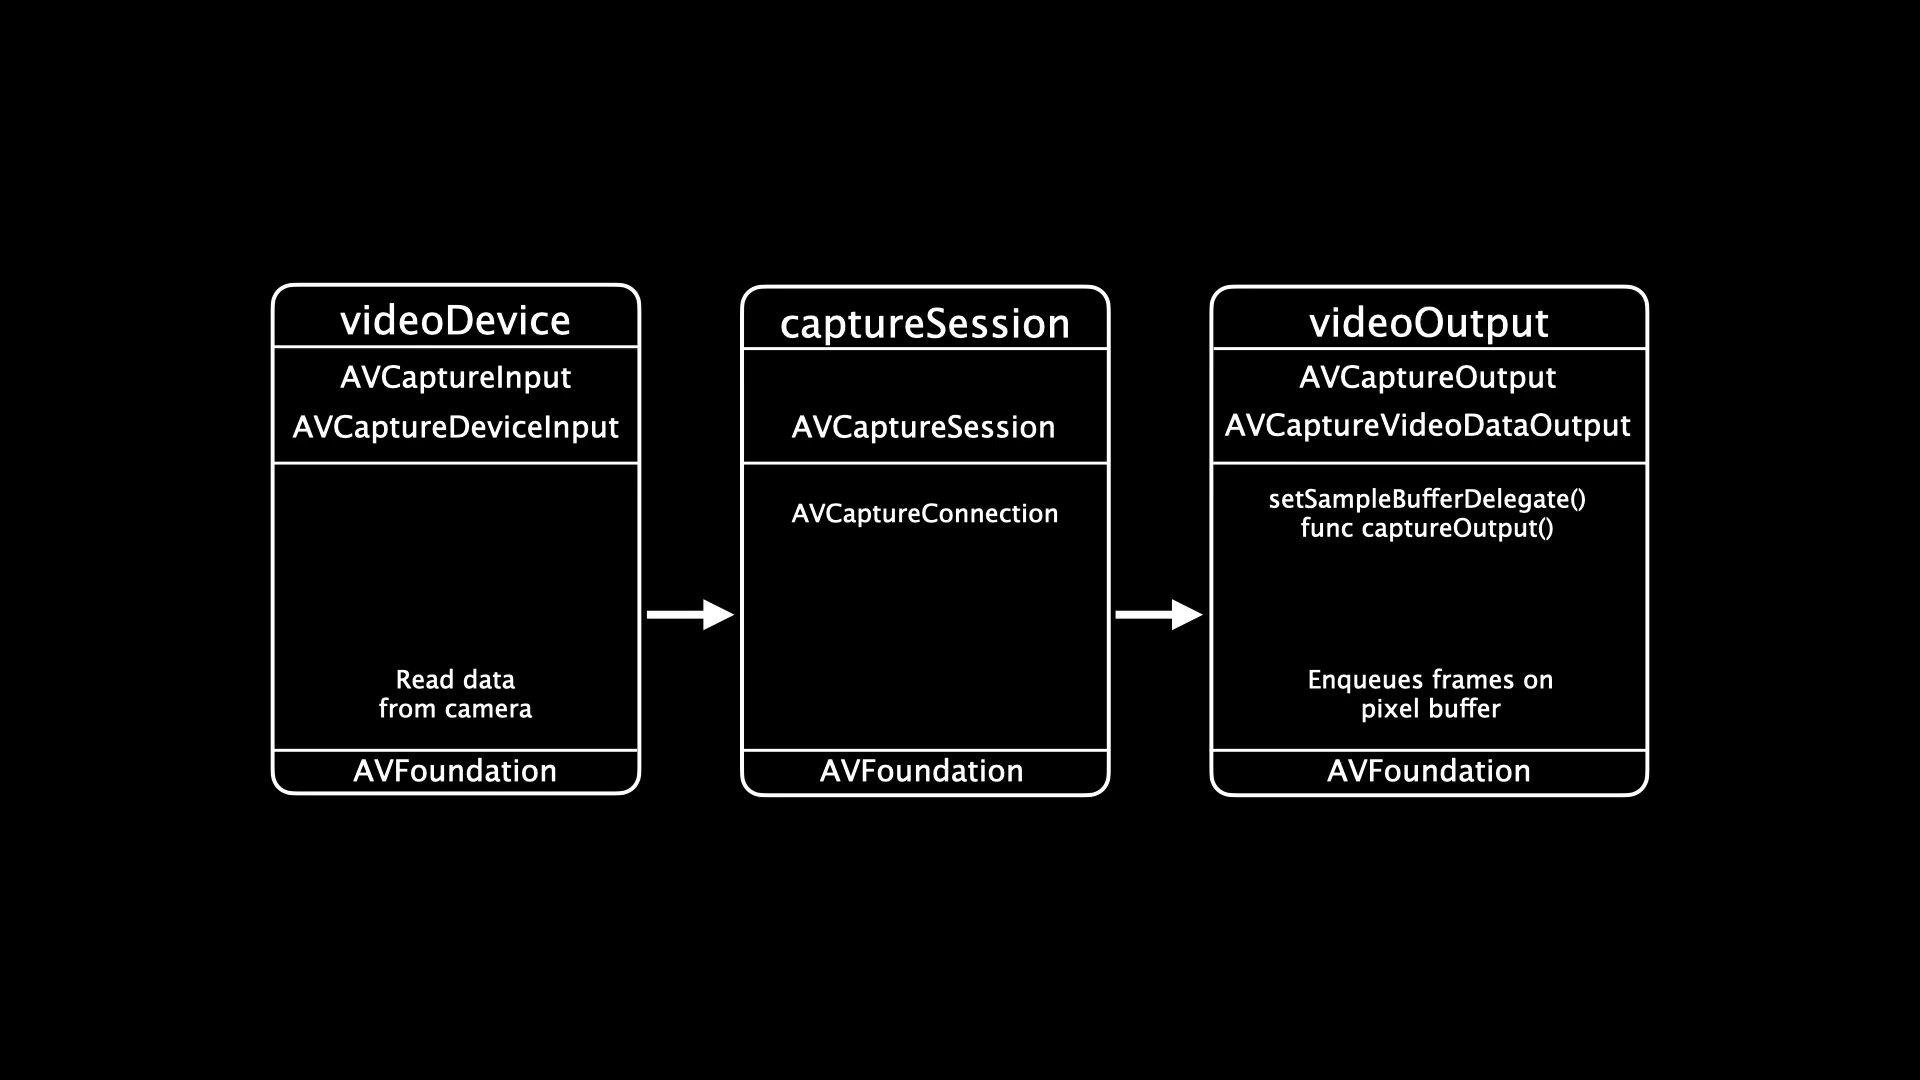 videoDevice
AVCaptureInput
AVCaptureDeviceInput
Read data
from camera
AVFoundation
captureSession
AVCaptureSession
AVCaptureConnection
AVFoundation
videoOutput
AVCaptureOutput
AVCaptureVideoDataOutput
setSampleBufferDelegate()
func captureOutput()
Enqueues frames on
pixel buffer
AVFoundation